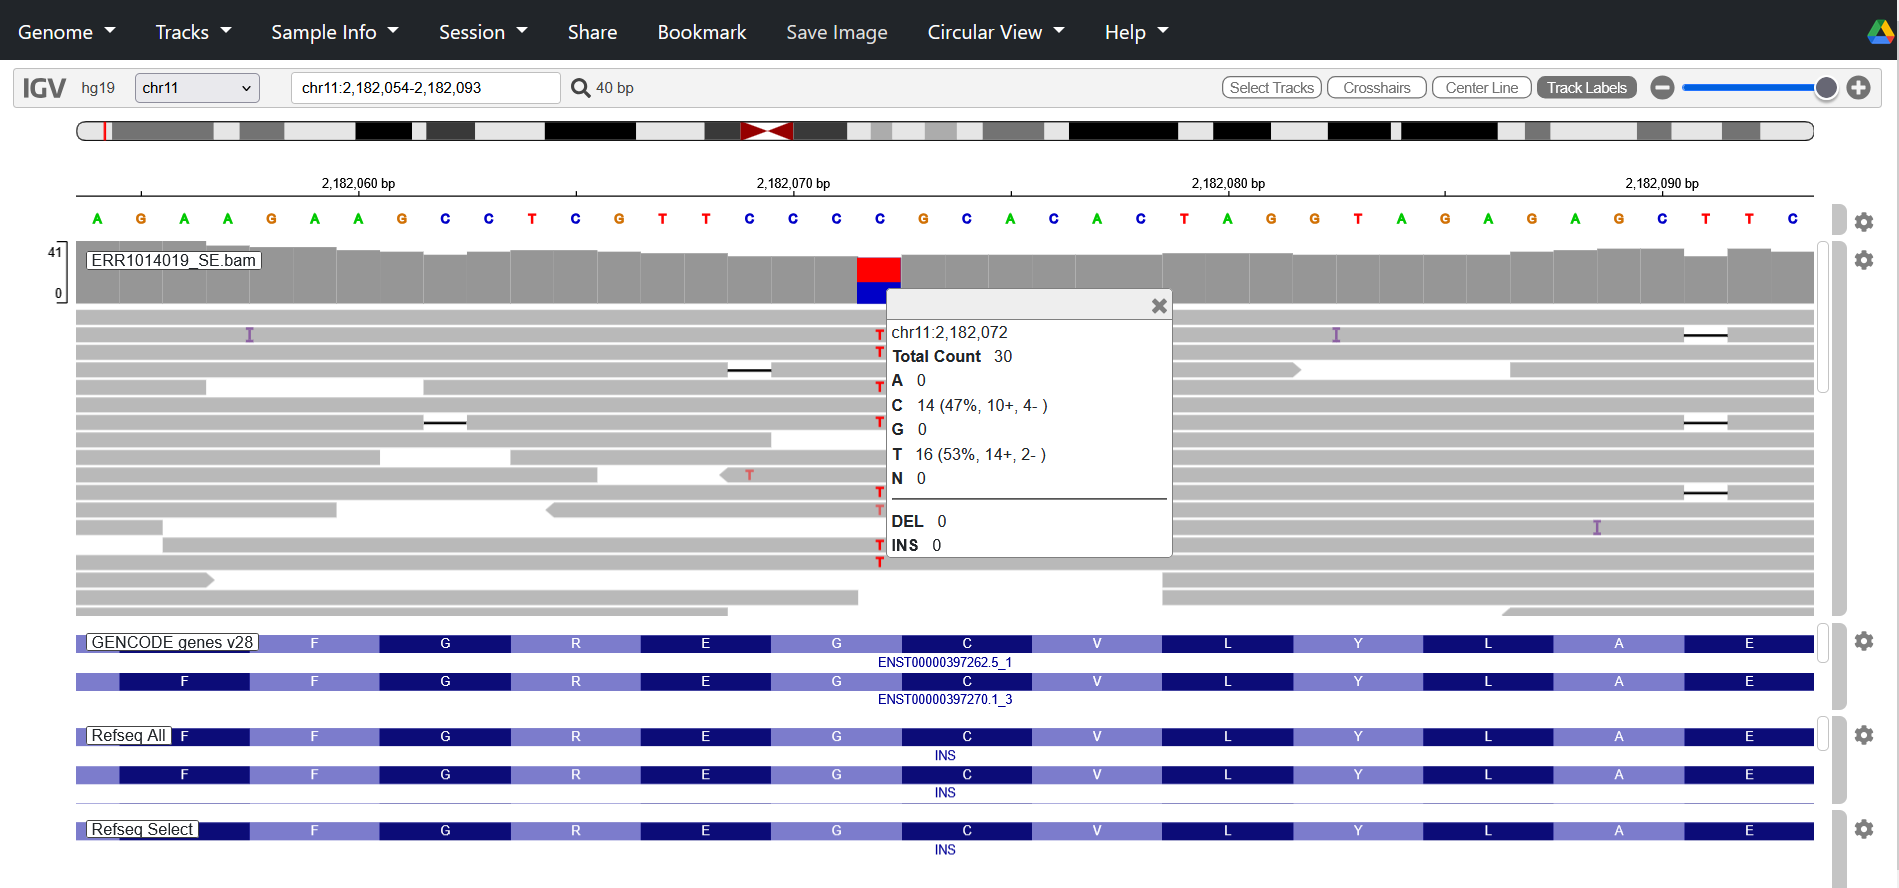 Genome Tracks Sample Info Session Share Bookmark Save Image Circular View Help
IGV hg19 chr11 chr11:2,182,054-2,182,093 40 bp Select Tracks Crosshairs Center Line Track Labels
2,182,060 bp 2,182,070 bp 2,182,080 bp 2,182,090 bp
A G A A G A A G C C T C G T T C C C C G C A C A C T A G G T A G A G A G C T T C
41
ERR1014019_SE.bam
0
I T I
T
T
T
T
T
T
I
T
T
chr11:2,182,072
Total Count 30
A 0
C 14 (47%, 10+, 4- )
G 0
T 16 (53%, 14+, 2- )
N 0
DEL 0
INS 0
GENCODE genes v28 F G R E G C V L Y L A E
ENST00000397262.5_1
F F G R E G C V L Y L A E
ENST00000397270.1_3
Refseq All F F G R E G C V L Y L A E
INS
F F G R E G C V L Y L A E
INS
Refseq Select F G R E G C V L Y L A E
INS